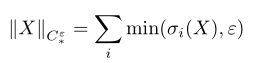 ‖X‖_{C_*^ε} = ∑_i min(σ_i(X), ε)